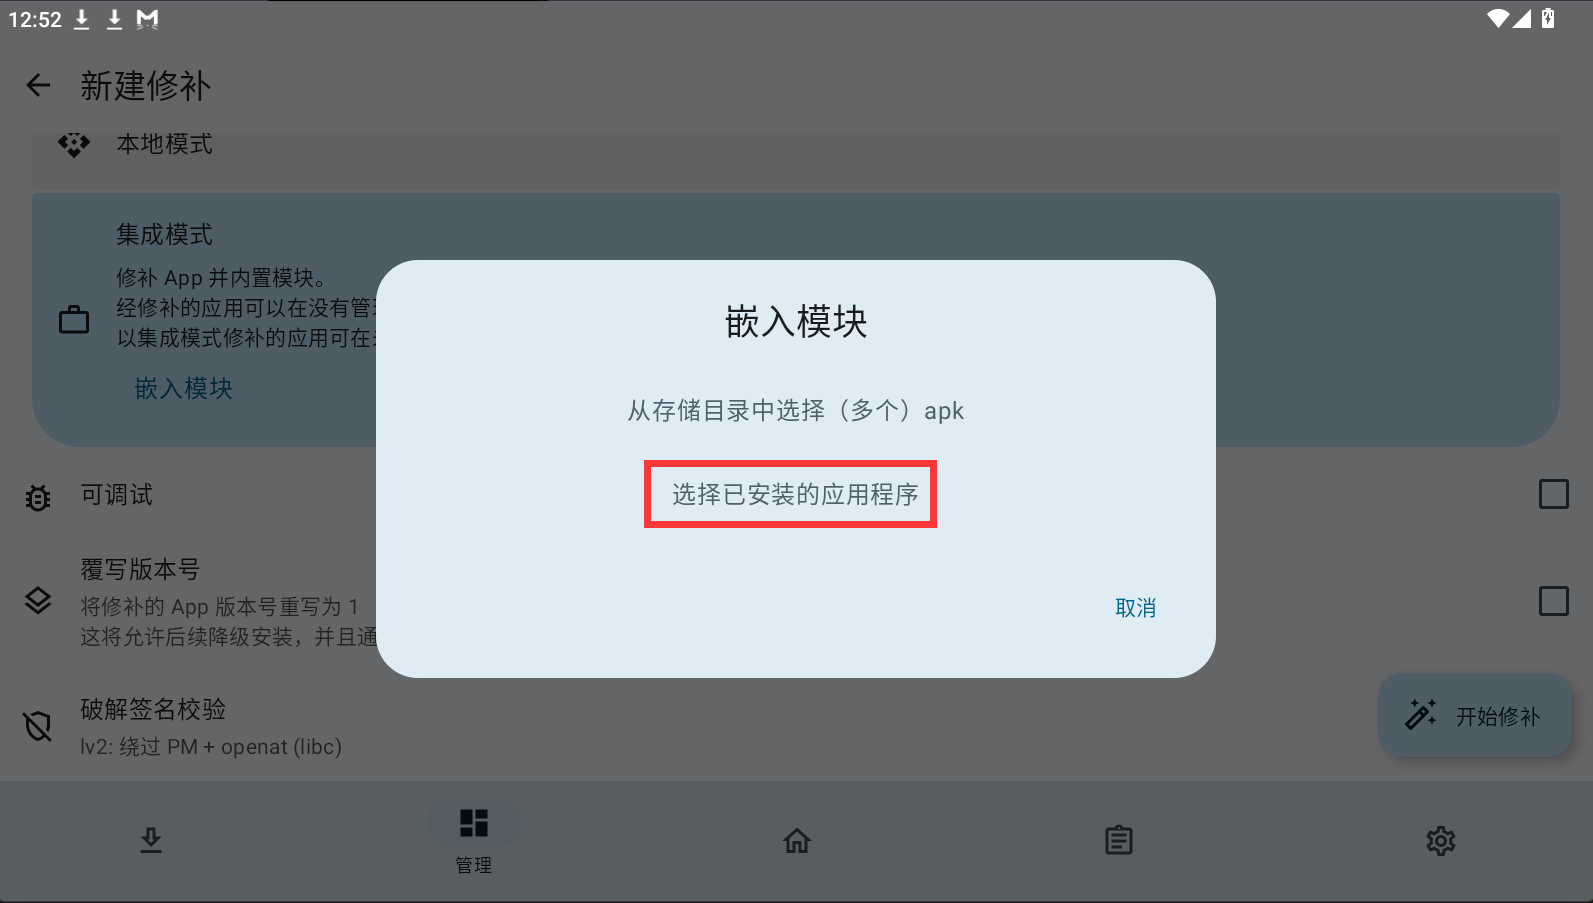 12:52
新建修补
本地模式
集成模式
修补 App 并内置模块。
经修补的应用可以在没有管
以集成模式修补的应用可在
嵌入模块
嵌入模块
从存储目录中选择（多个）apk
选择已安装的应用程序
取消
可调试
覆写版本号
将修补的 App 版本号重写为 1
这将允许后续降级安装，并且通
破解签名校验
lv2: 绕过 PM + openat (libc)
开始修补
管理